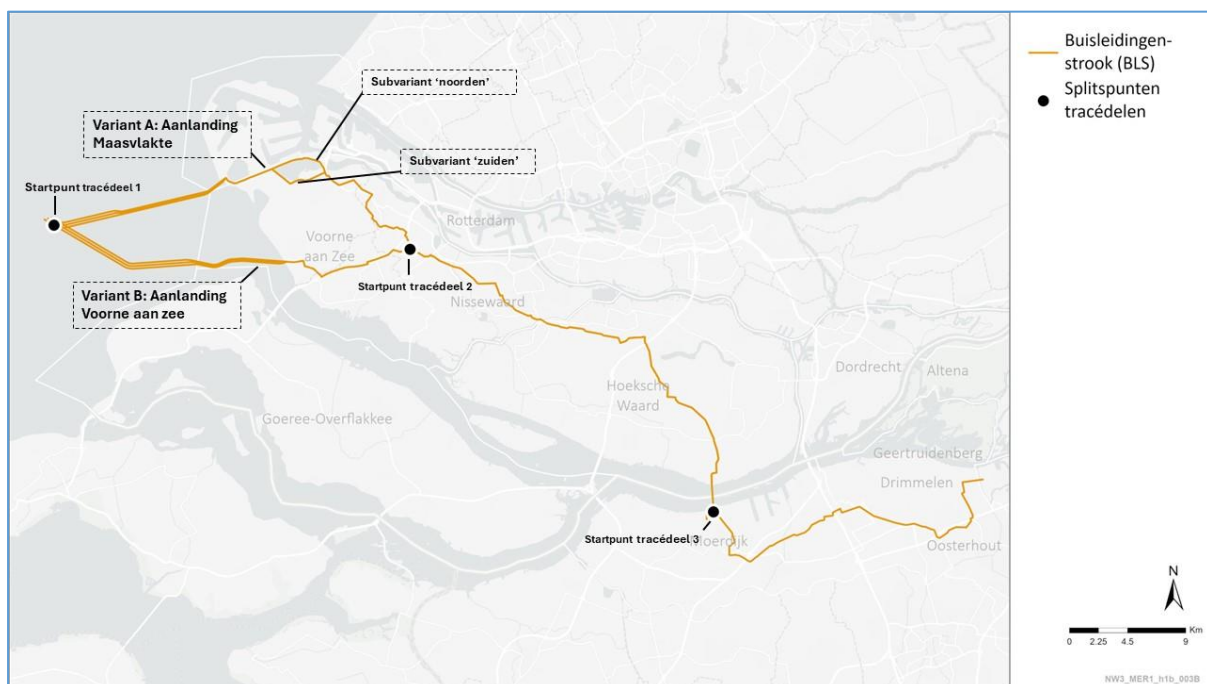 Subvariant ‘noorden’
Variant A: Aanlanding
Maasvlakte
Subvariant ‘zuiden’
Startpunt tracédeel 1
Rotterdam
Voorne
aan Zee
Startpunt tracédeel 2
Variant B: Aanlanding
Voorne aan zee
Nissewaard
Dordrecht
Altena
Hoeksche
Waard
Goeree-Overflakkee
Geertruidenberg
Drimmelen
Startpunt tracédeel 3
Moerdijk
Oosterhout
Buisleidingen-
strook (BLS)
Splitspunten
tracédelen
N
Km
0 2.25 4.5 9
NW3_MER1_h1b_003B